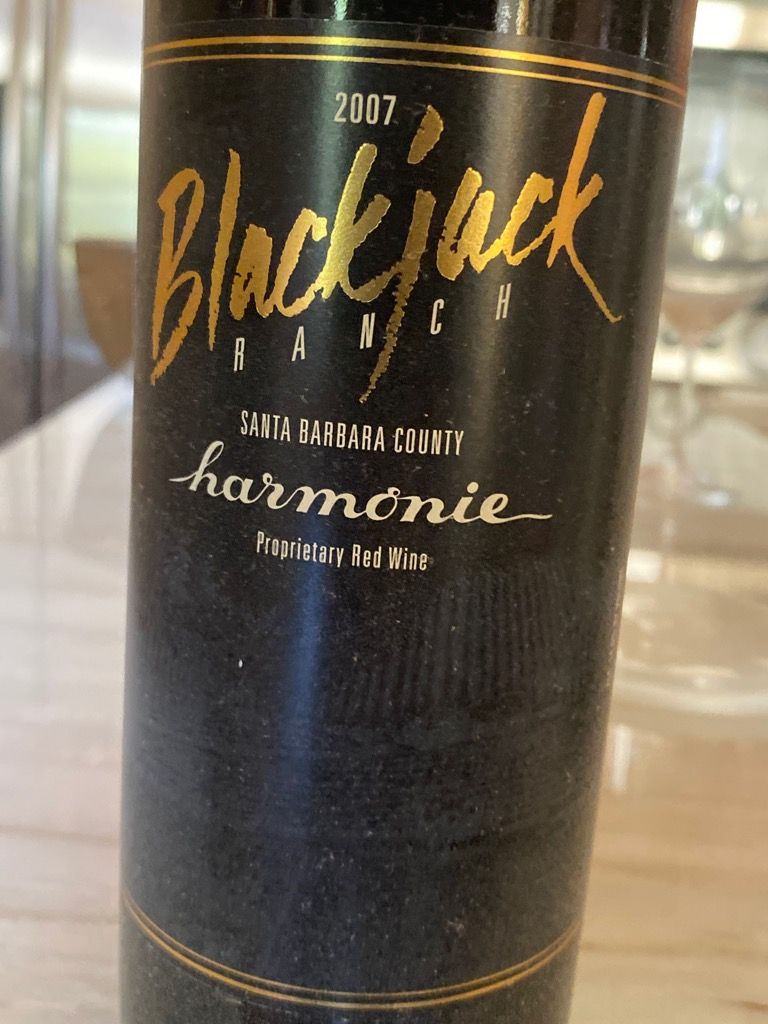 2007
Blackjack
RANCH
SANTA BARBARA COUNTY
harmonie
Proprietary Red Wine